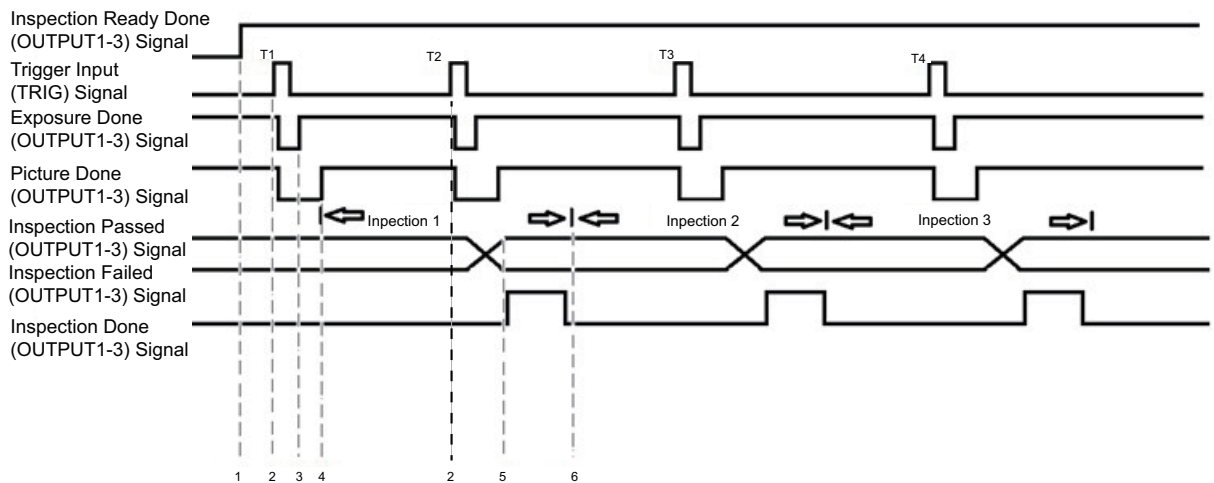 Inspection Ready Done
(OUTPUT1-3) Signal
T1
T2
T3
T4
Trigger Input
(TRIG) Signal
Exposure Done
(OUTPUT1-3) Signal
Picture Done
(OUTPUT1-3) Signal
Inpection 1
Inpection 2
Inpection 3
Inspection Passed
(OUTPUT1-3) Signal
Inspection Failed
(OUTPUT1-3) Signal
Inspection Done
(OUTPUT1-3) Signal
1 2 3 4 2 5 6